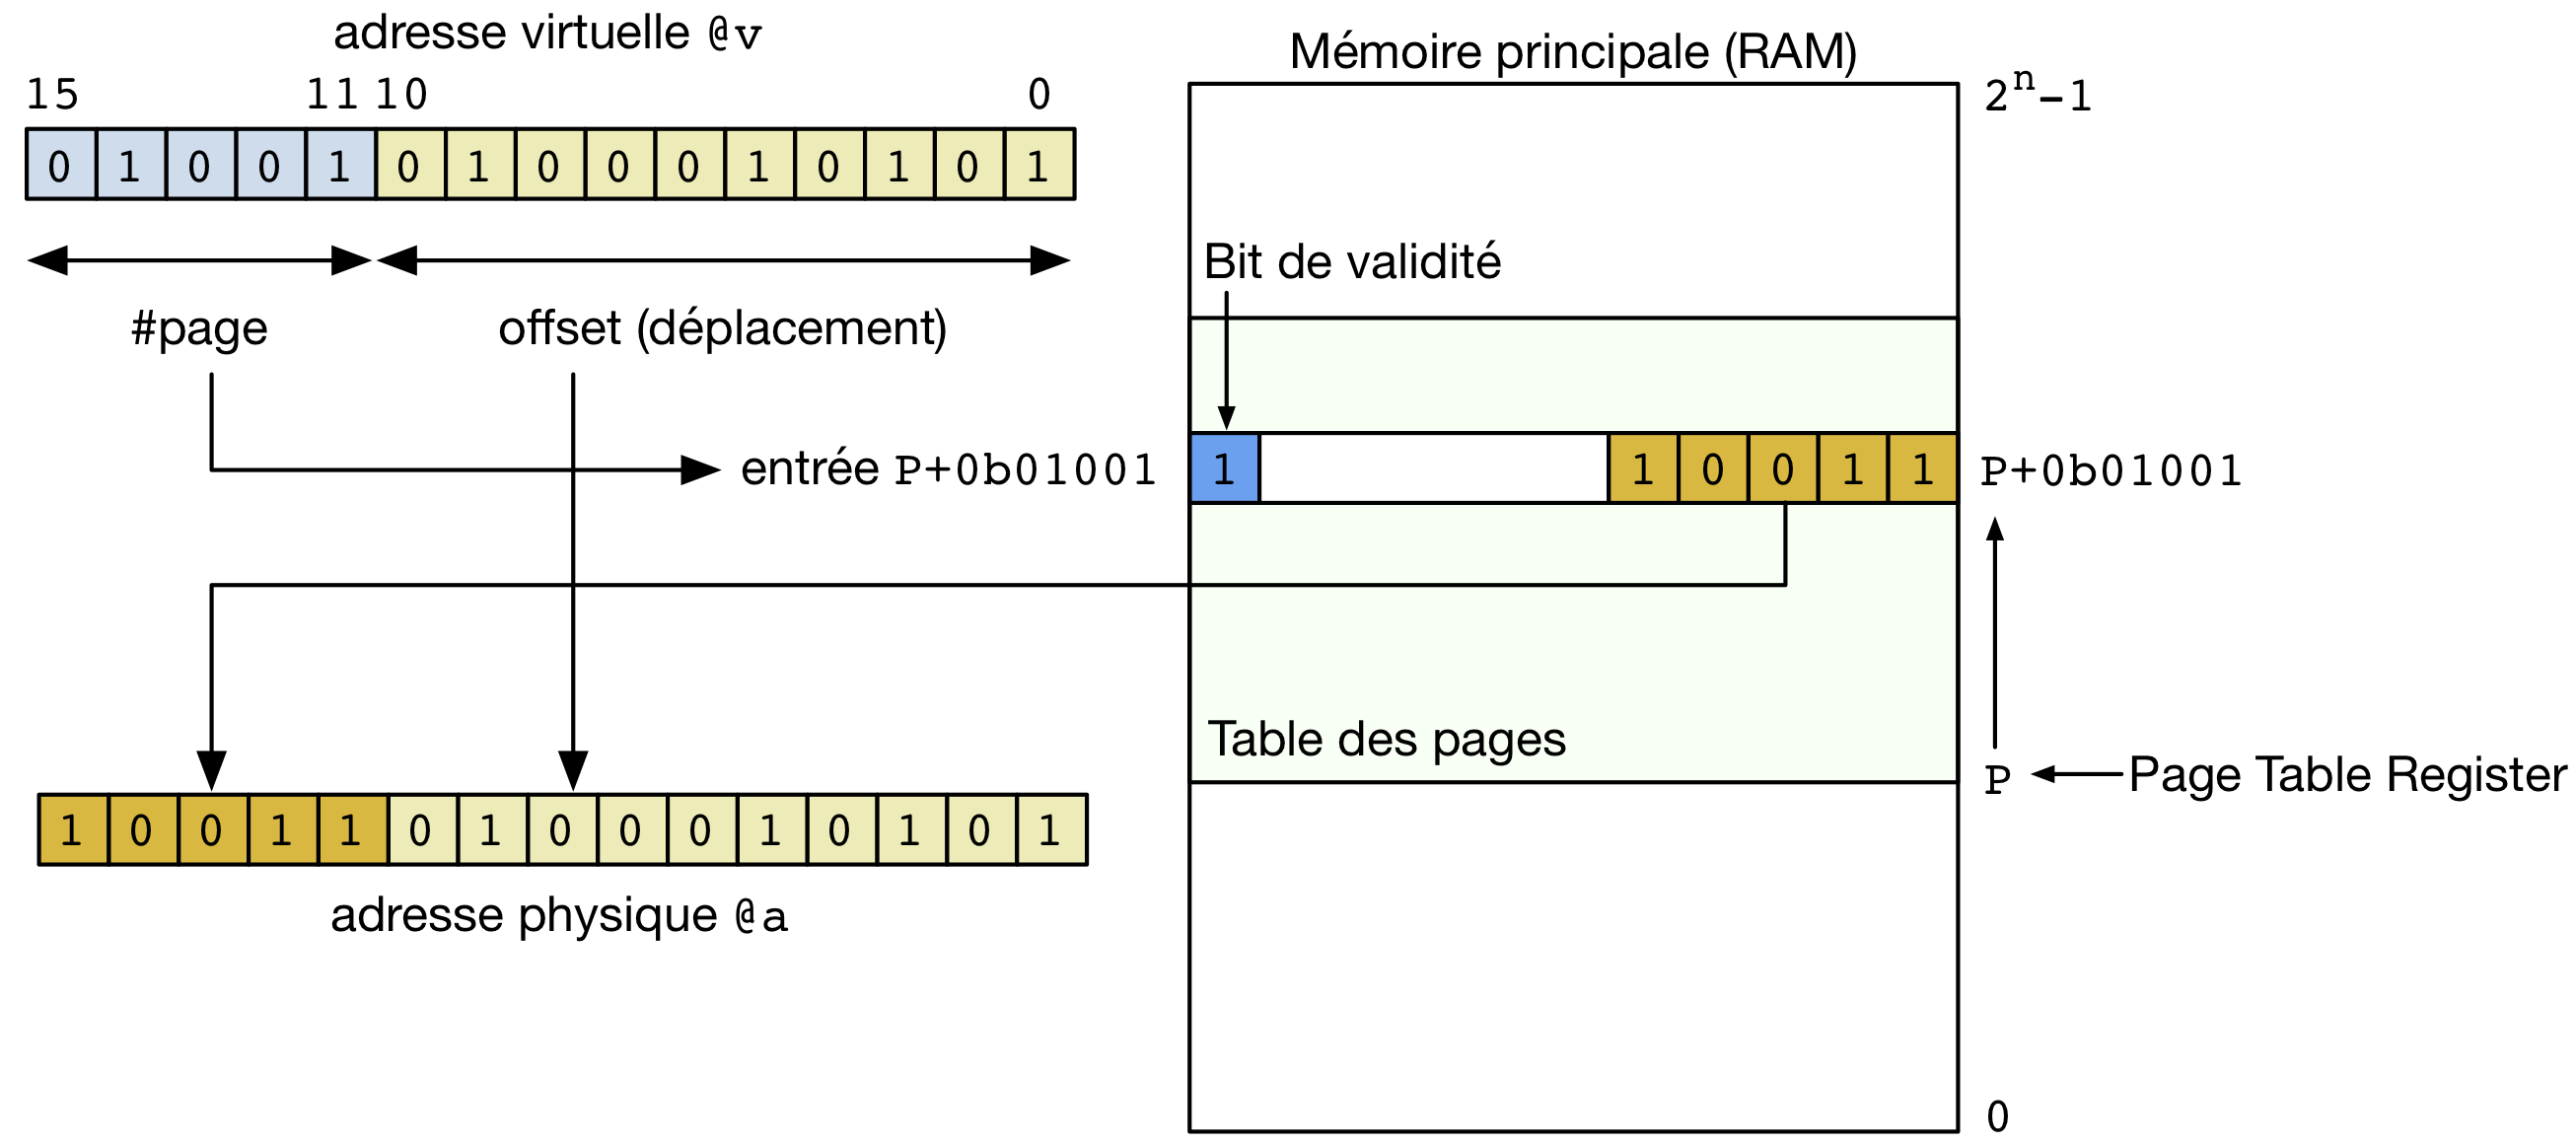 adresse virtuelle @v
15 11 10 0
0 1 0 0 1 0 1 0 0 0 1 0 1 0 1
#page
offset (déplacement)
entrée P+0b01001
1 0 0 1 1 0 1 0 0 0 1 0 1 0 1
adresse physique @a
Mémoire principale (RAM)
2ⁿ-1
Bit de validité
1 1 0 0 1 1
P+0b01001
Table des pages
P
Page Table Register
0